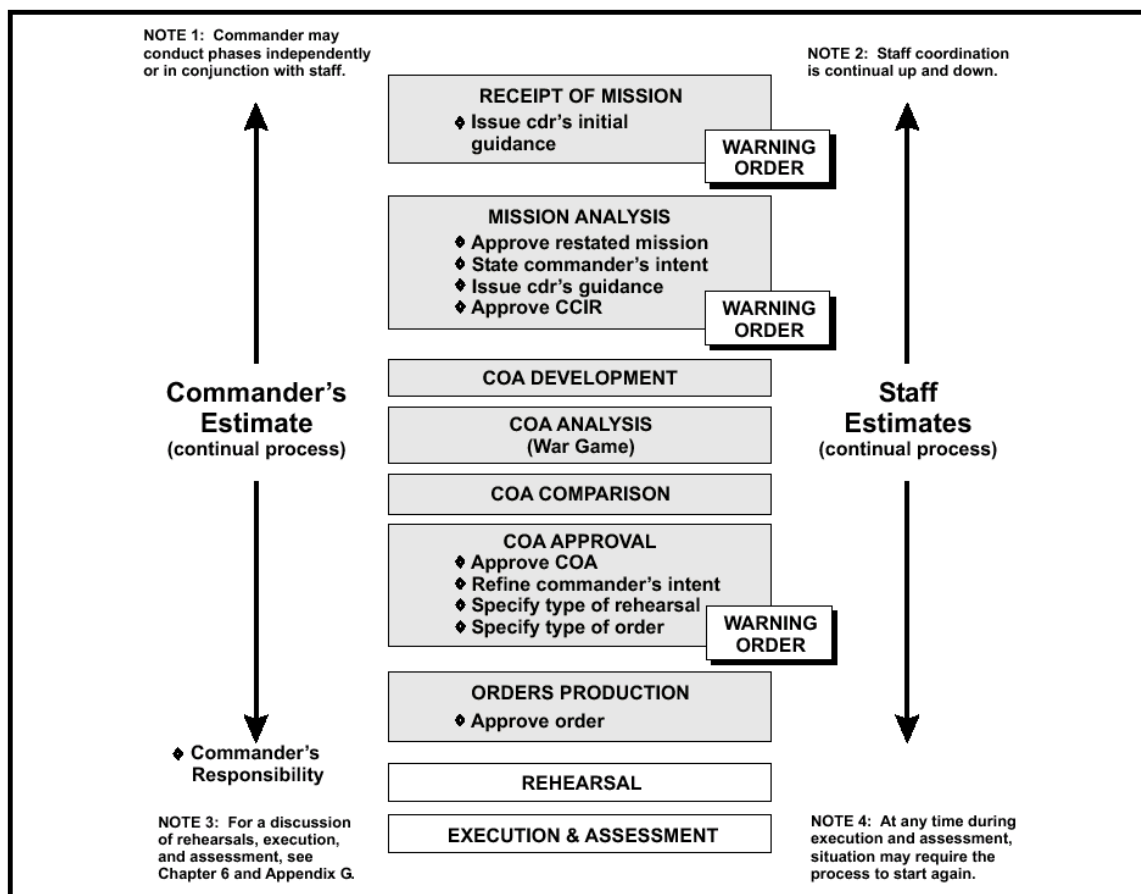 NOTE 1: Commander may
conduct phases independently
or in conjunction with staff.
NOTE 2: Staff coordination
is continual up and down.
RECEIPT OF MISSION
♦ Issue cdr's initial
guidance
WARNING
ORDER
MISSION ANALYSIS
♦ Approve restated mission
♦ State commander's intent
♦ Issue cdr's guidance
♦ Approve CCIR
WARNING
ORDER
Commander's
Estimate
(continual process)
COA DEVELOPMENT
COA ANALYSIS
(War Game)
COA COMPARISON
COA APPROVAL
♦ Approve COA
♦ Refine commander's intent
♦ Specify type of rehearsal
♦ Specify type of order
WARNING
ORDER
Staff
Estimates
(continual process)
ORDERS PRODUCTION
♦ Approve order
♦ Commander's
Responsibility
REHEARSAL
EXECUTION & ASSESSMENT
NOTE 3: For a discussion
of rehearsals, execution,
and assessment, see
Chapter 6 and Appendix G.
NOTE 4: At any time during
execution and assessment,
situation may require the
process to start again.